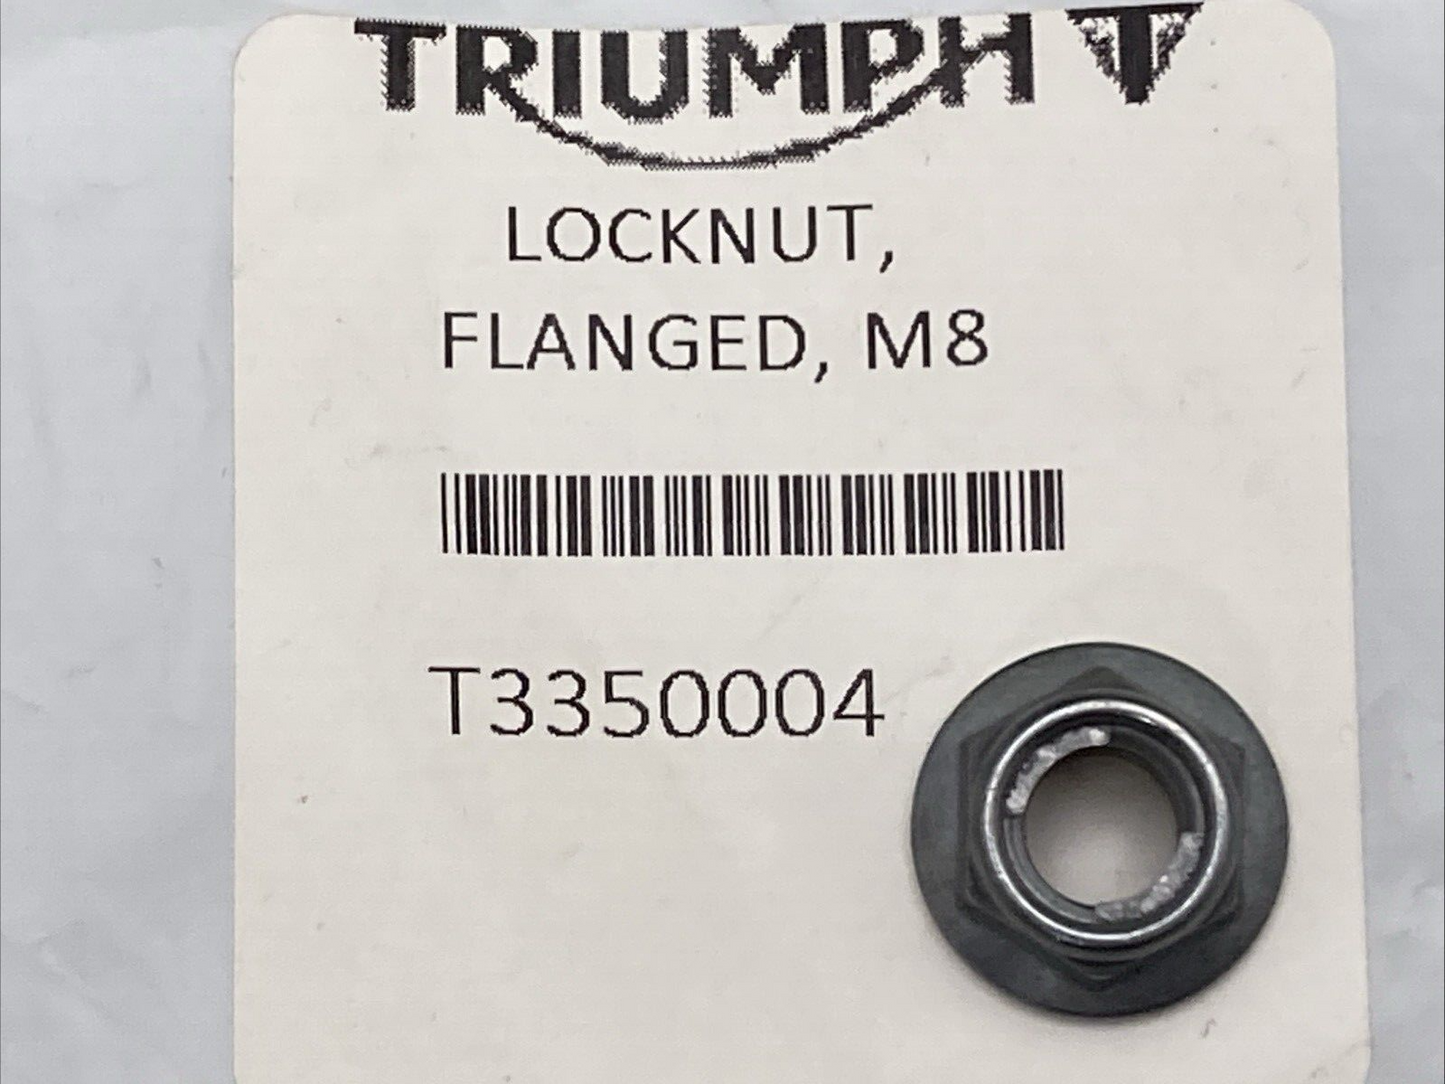 TRIUMPH
LOCKNUT,
FLANGED, M8
T3350004